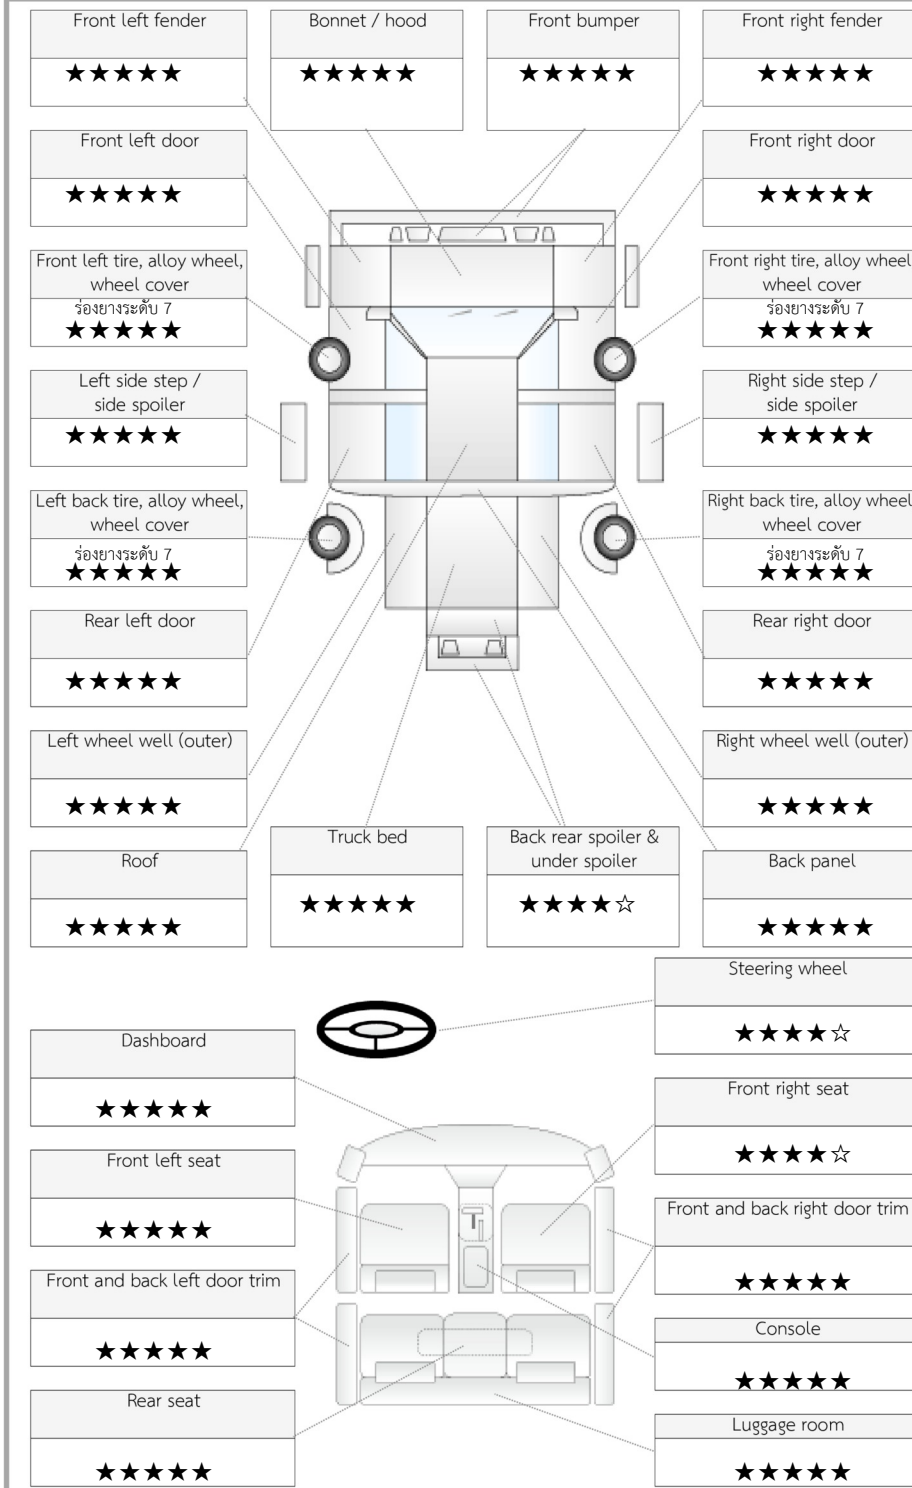 Front left fender
★★★★★
Bonnet / hood
★★★★★
Front bumper
★★★★★
Front right fender
★★★★★
Front left door
★★★★★
Front right door
★★★★★
Front left tire, alloy wheel,
wheel cover
ร่องยางระดับ 7
★★★★★
Front right tire, alloy wheel
wheel cover
ร่องยางระดับ 7
★★★★★
Left side step /
side spoiler
★★★★★
Right side step /
side spoiler
★★★★★
Left back tire, alloy wheel,
wheel cover
ร่องยางระดับ 7
★★★★★
Right back tire, alloy wheel
wheel cover
ร่องยางระดับ 7
★★★★★
Rear left door
★★★★★
Rear right door
★★★★★
Left wheel well (outer)
★★★★★
Right wheel well (outer)
★★★★★
Roof
★★★★★
Truck bed
★★★★★
Back rear spoiler &
under spoiler
★★★★☆
Back panel
★★★★★
Steering wheel
★★★★☆
Dashboard
★★★★★
Front right seat
★★★★☆
Front left seat
★★★★★
Front and back right door trim
★★★★★
Front and back left door trim
★★★★★
Console
★★★★★
Rear seat
★★★★★
Luggage room
★★★★★